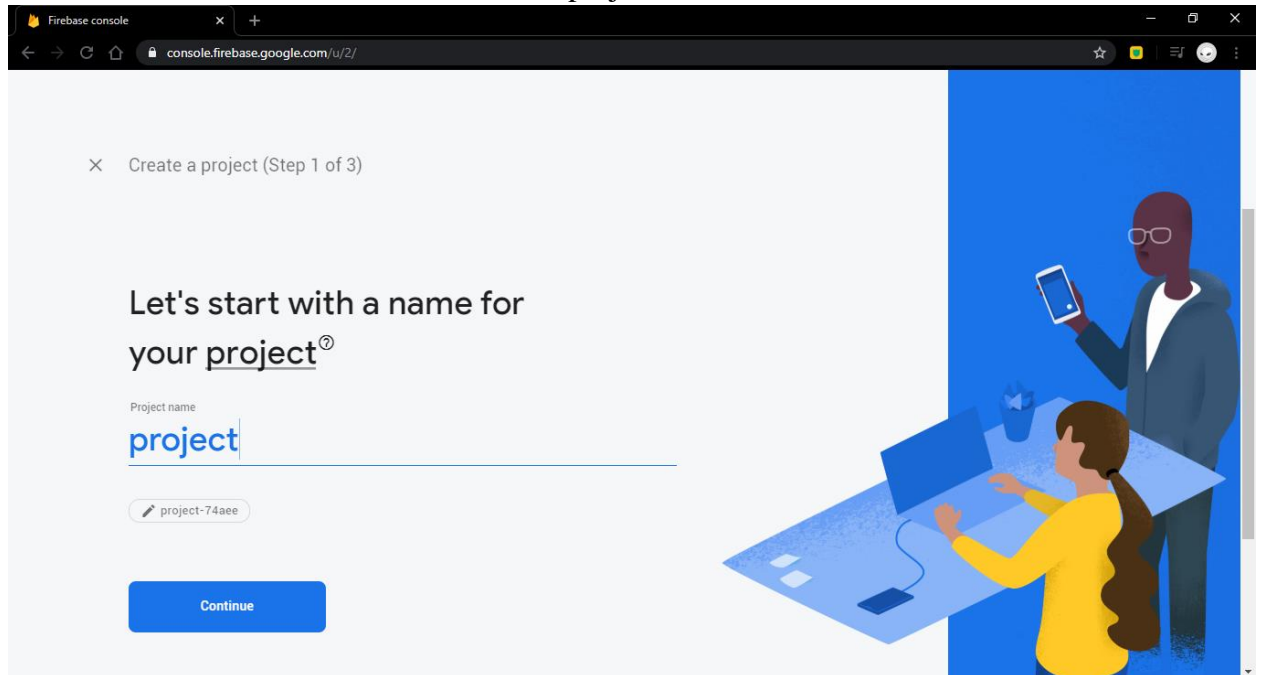 proj
Firebase console
console.firebase.google.com/u/2/
Create a project (Step 1 of 3)
Let's start with a name for
your project
Project name
project
project-74aee
Continue